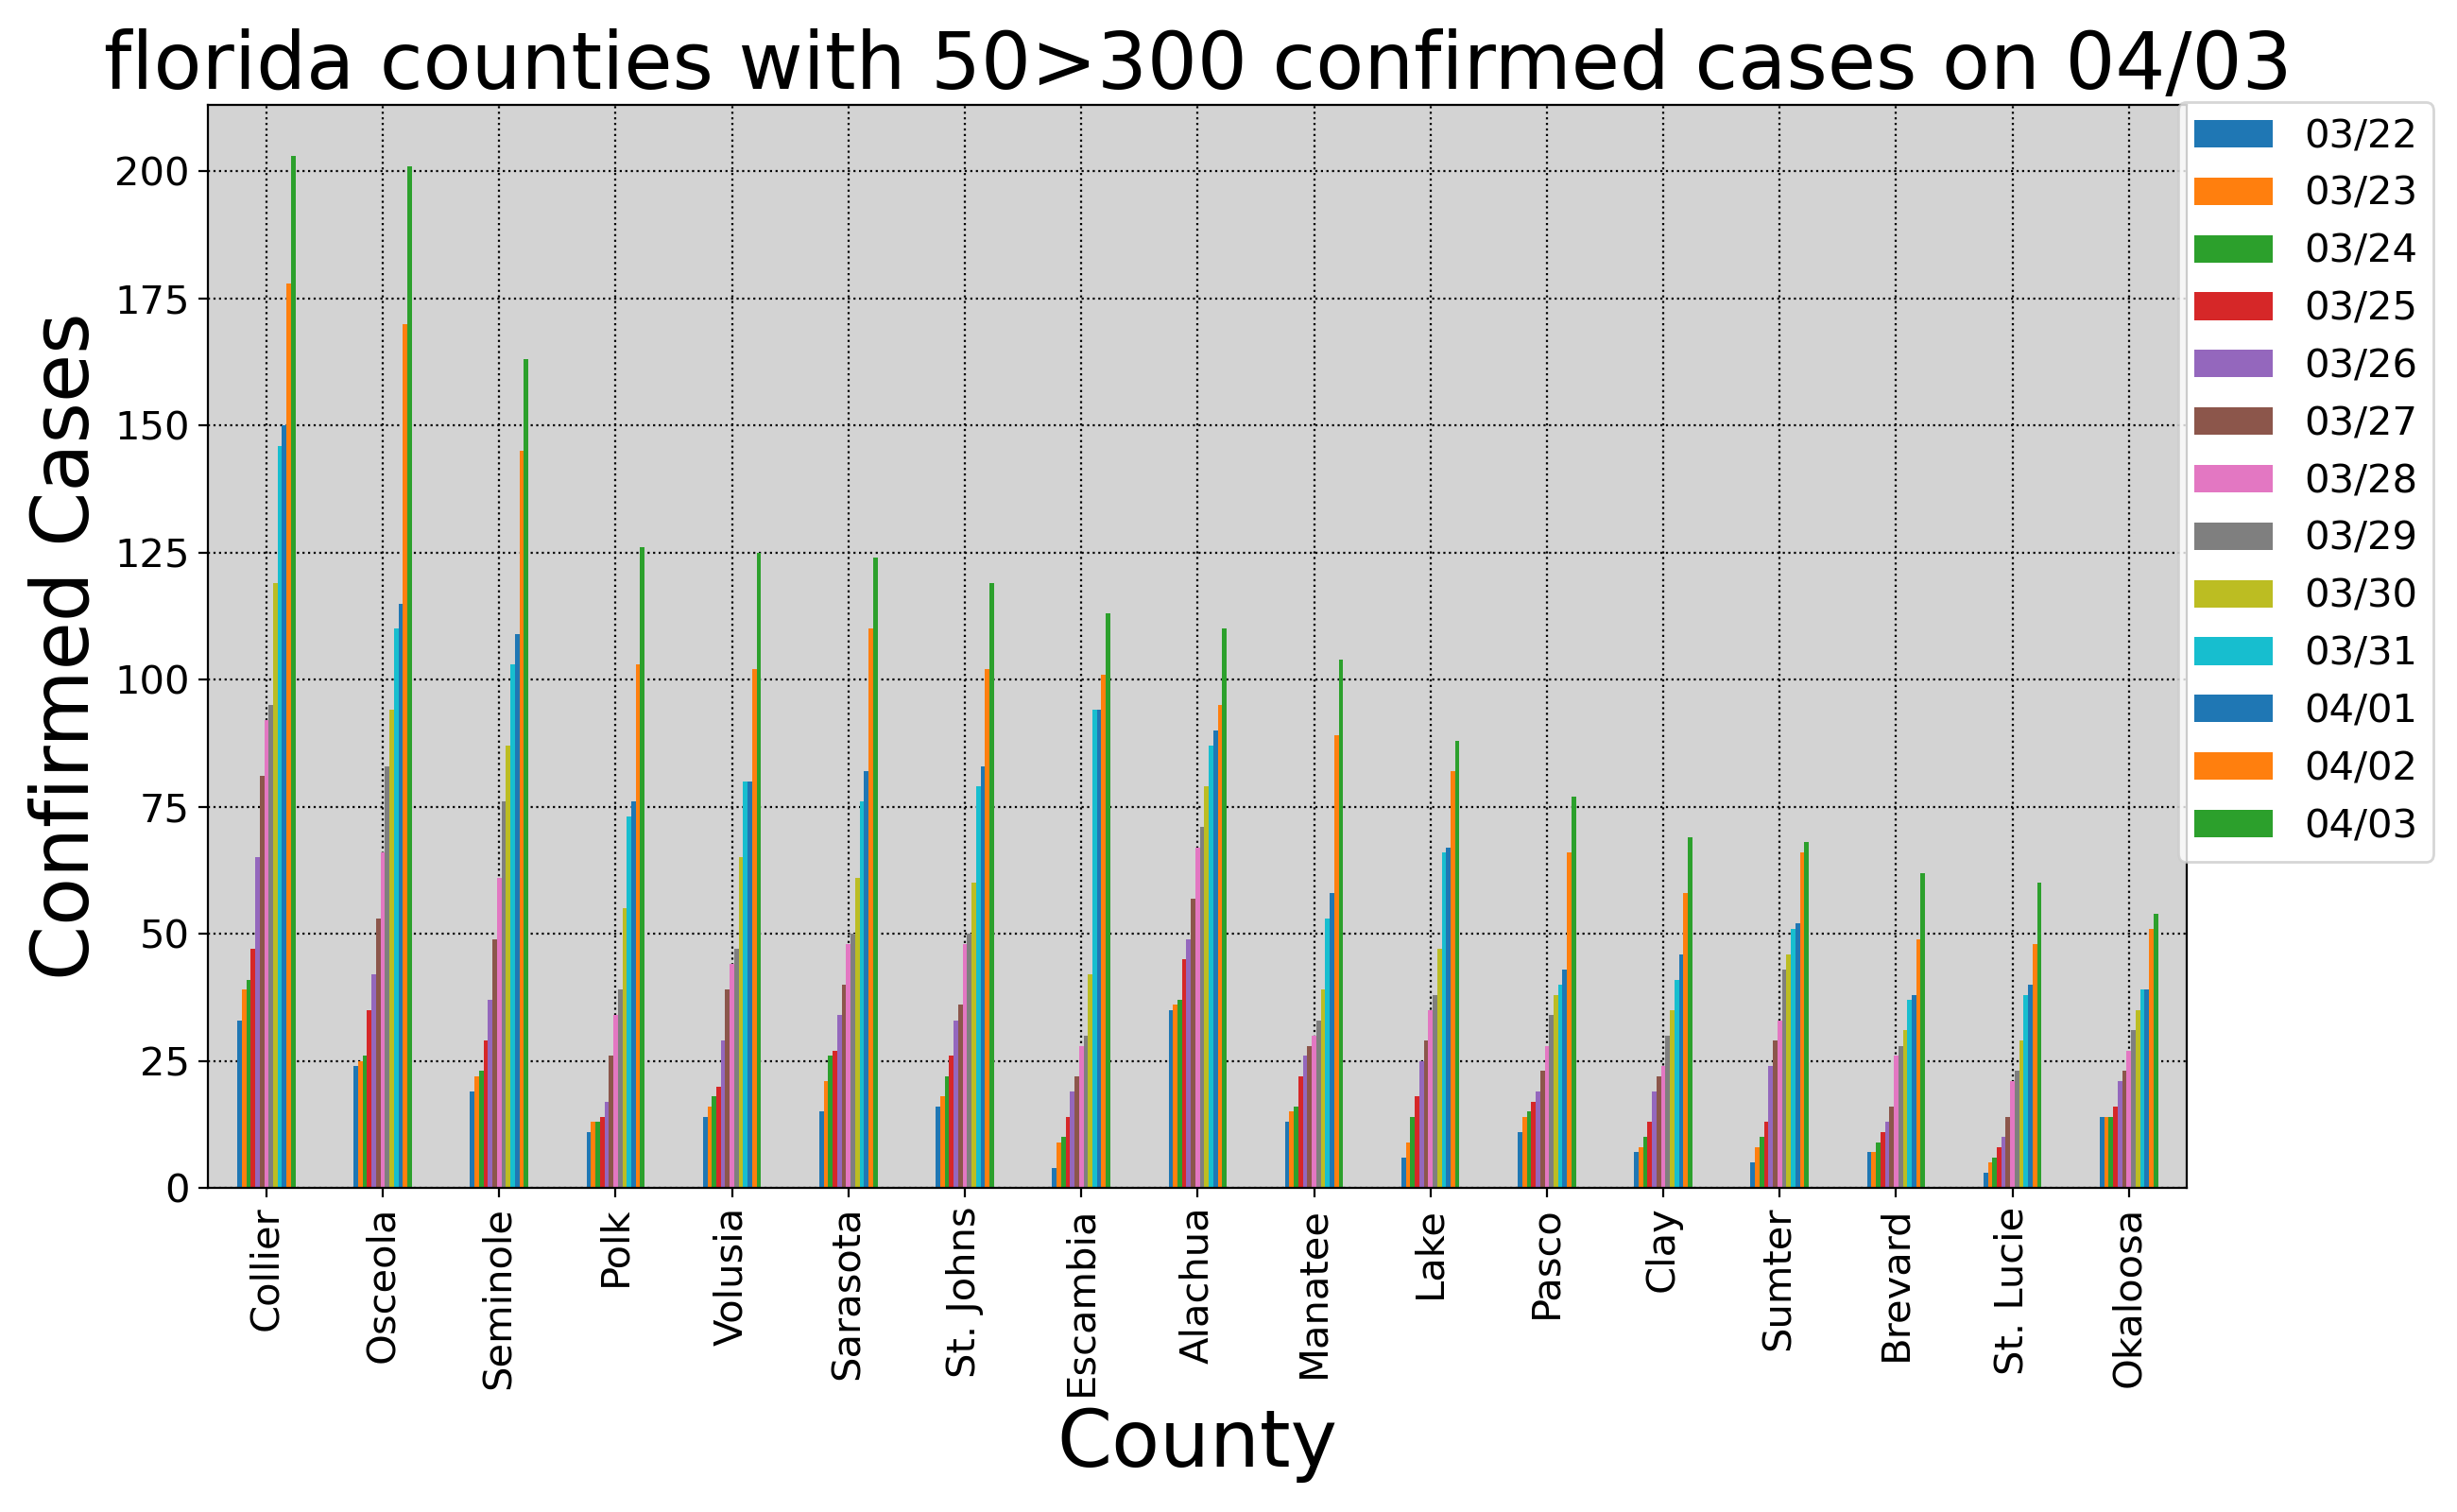 florida counties with 50>300 confirmed cases on 04/03
Confirmed Cases
200
175
150
125
100
75
50
25
0
03/22
03/23
03/24
03/25
03/26
03/27
03/28
03/29
03/30
03/31
04/01
04/02
04/03
Collier
Osceola
Seminole
Polk
Volusia
Sarasota
St. Johns
Escambia
Alachua
Manatee
Lake
Pasco
Clay
Sumter
Brevard
St. Lucie
Okaloosa
County